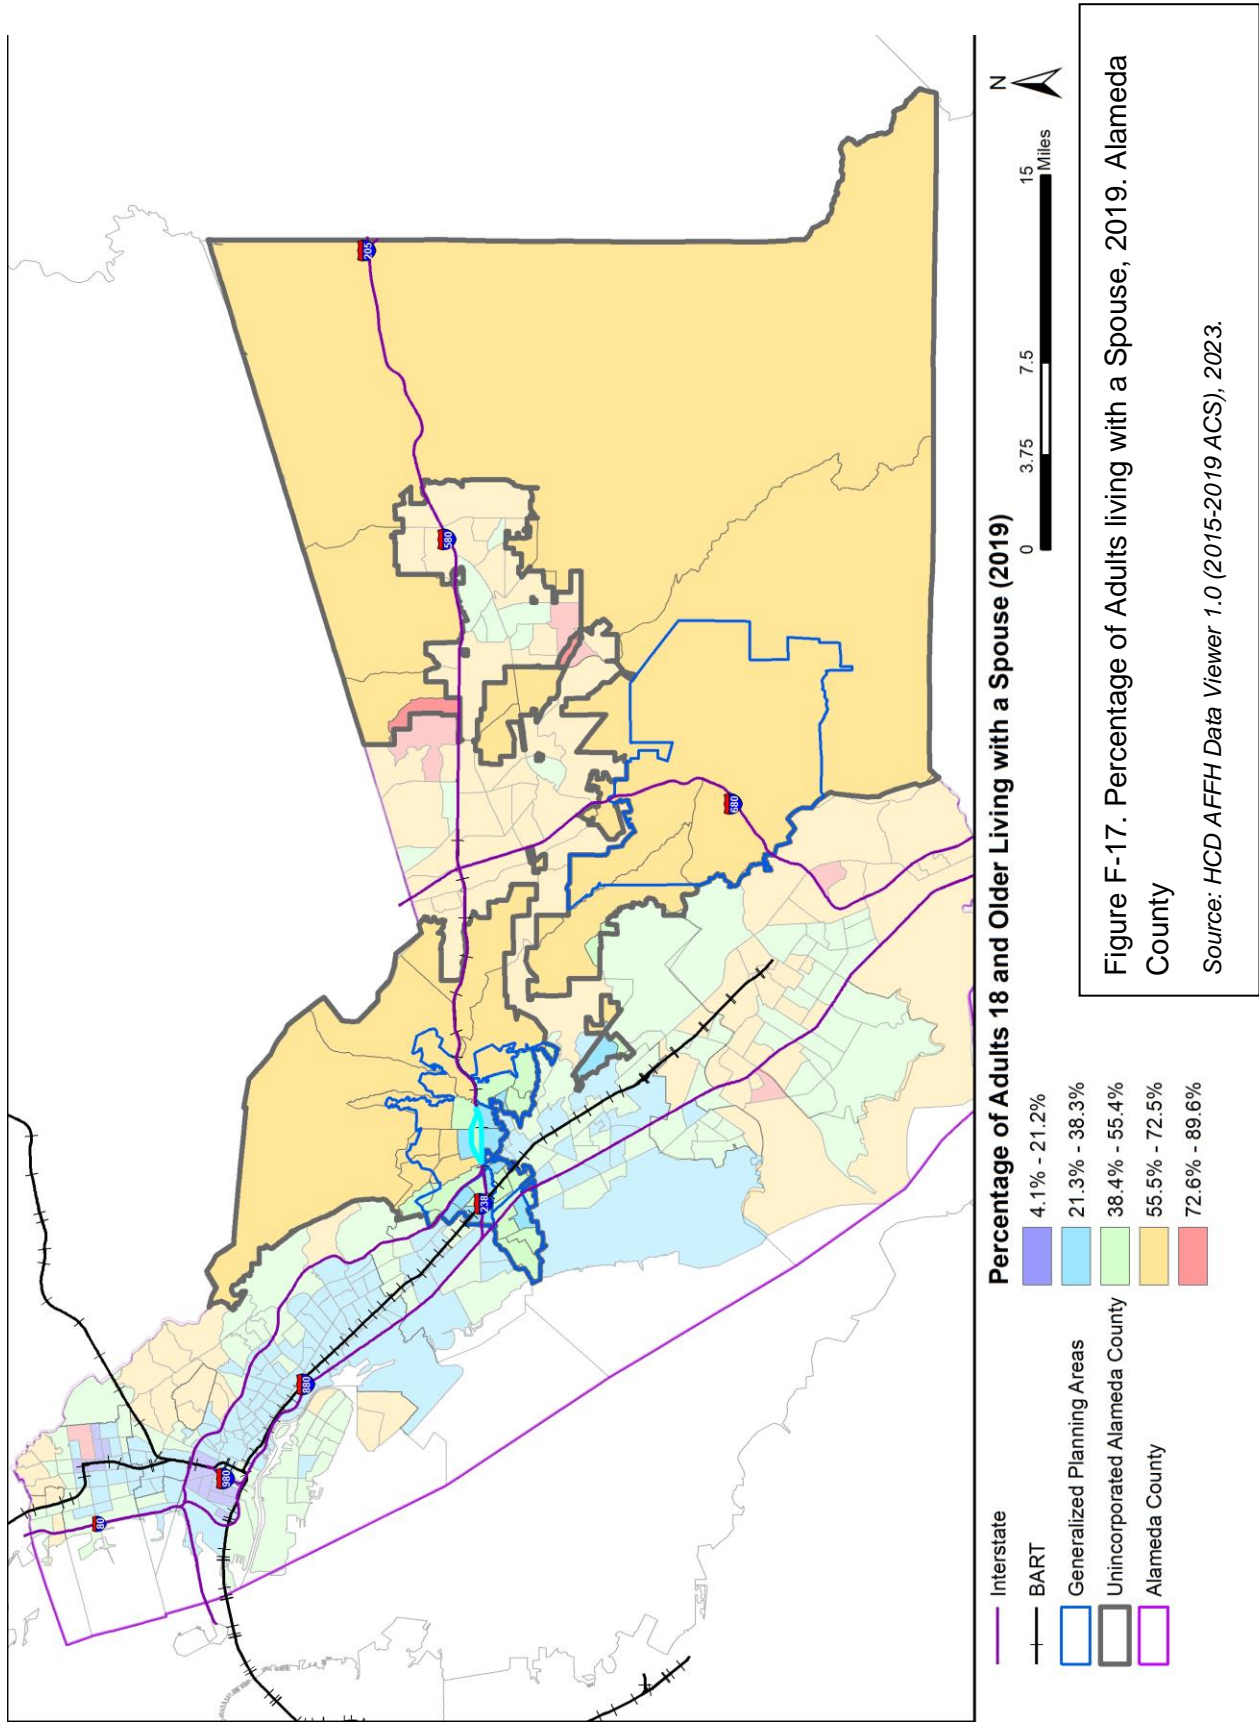 80
980
880
238
580
205
680
Percentage of Adults 18 and Older Living with a Spouse (2019)
Interstate
BART
Generalized Planning Areas
Unincorporated Alameda County
Alameda County
4.1% - 21.2%
21.3% - 38.3%
38.4% - 55.4%
55.5% - 72.5%
72.6% - 89.6%
0 3.75 7.5 15
Miles
N
Figure F-17. Percentage of Adults living with a Spouse, 2019. Alameda
County
Source: HCD AFFH Data Viewer 1.0 (2015-2019 ACS), 2023.